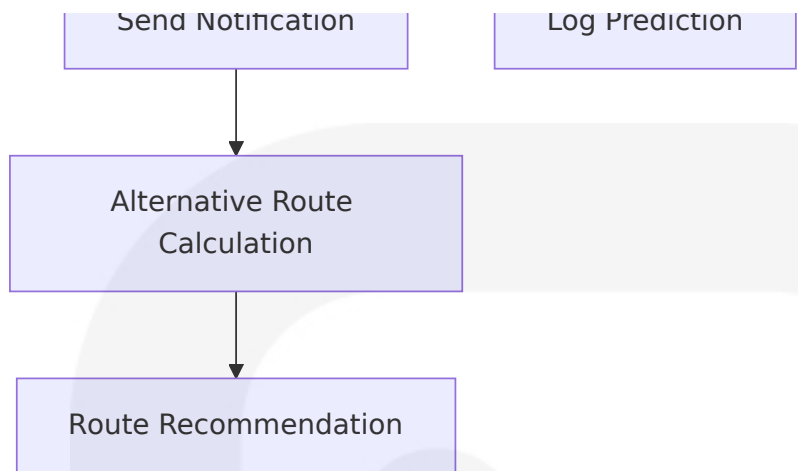 Send Notification
Log Prediction
Alternative Route
Calculation
Route Recommendation